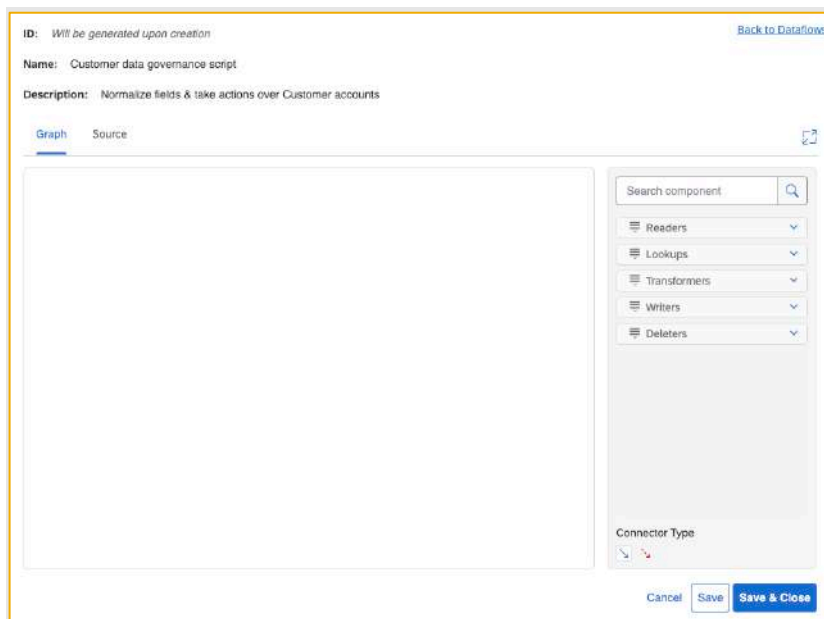 ID: Will be generated upon creation
Back to Dataflows
Name: Customer data governance script
Description: Normalize fields & take actions over Customer accounts
Graph Source
Search component
Readers
Lookups
Transformers
Writers
Deleters
Connector Type
Cancel Save Save & Close